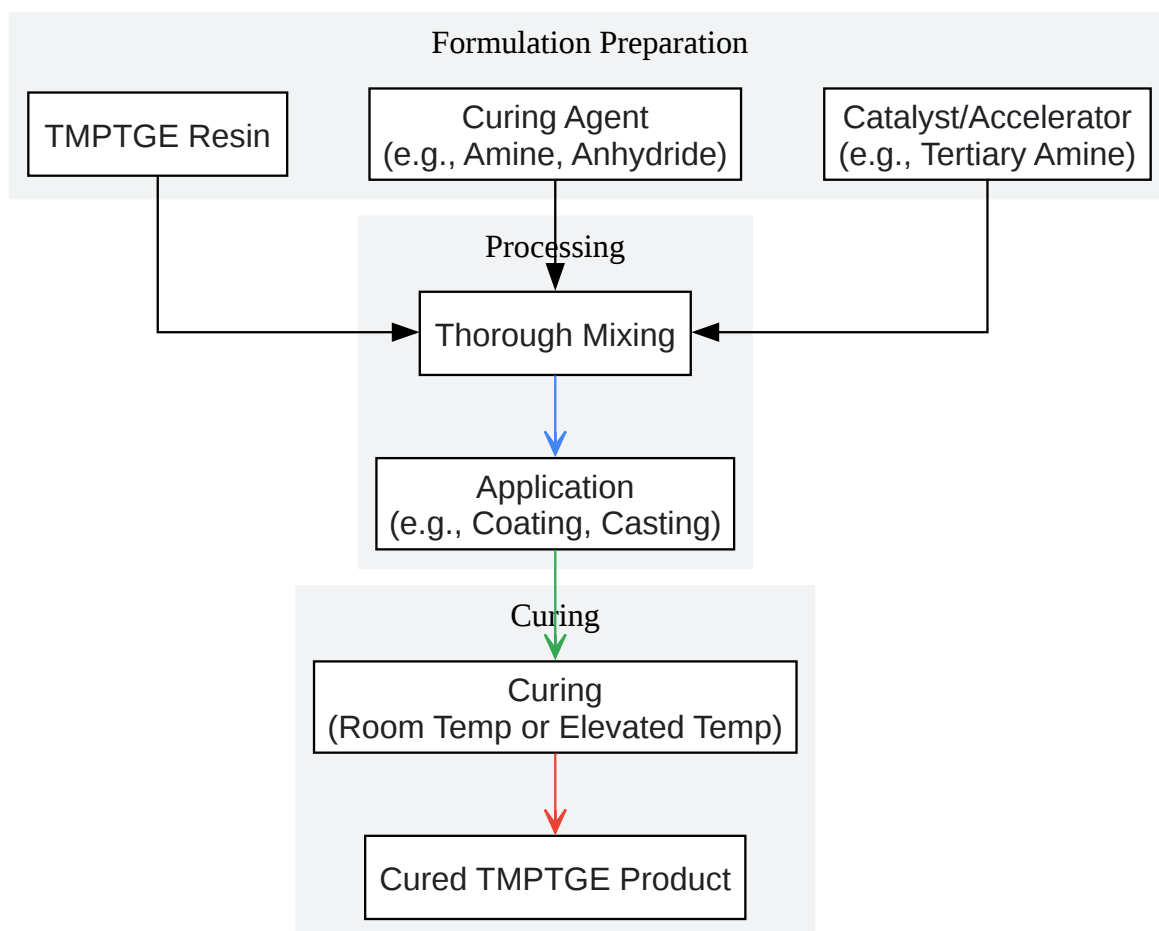 Formulation Preparation
TMPTGE Resin
Curing Agent
(e.g., Amine, Anhydride)
Catalyst/Accelerator
(e.g., Tertiary Amine)
Processing
Thorough Mixing
Application
(e.g., Coating, Casting)
Curing
Curing
(Room Temp or Elevated Temp)
Cured TMPTGE Product